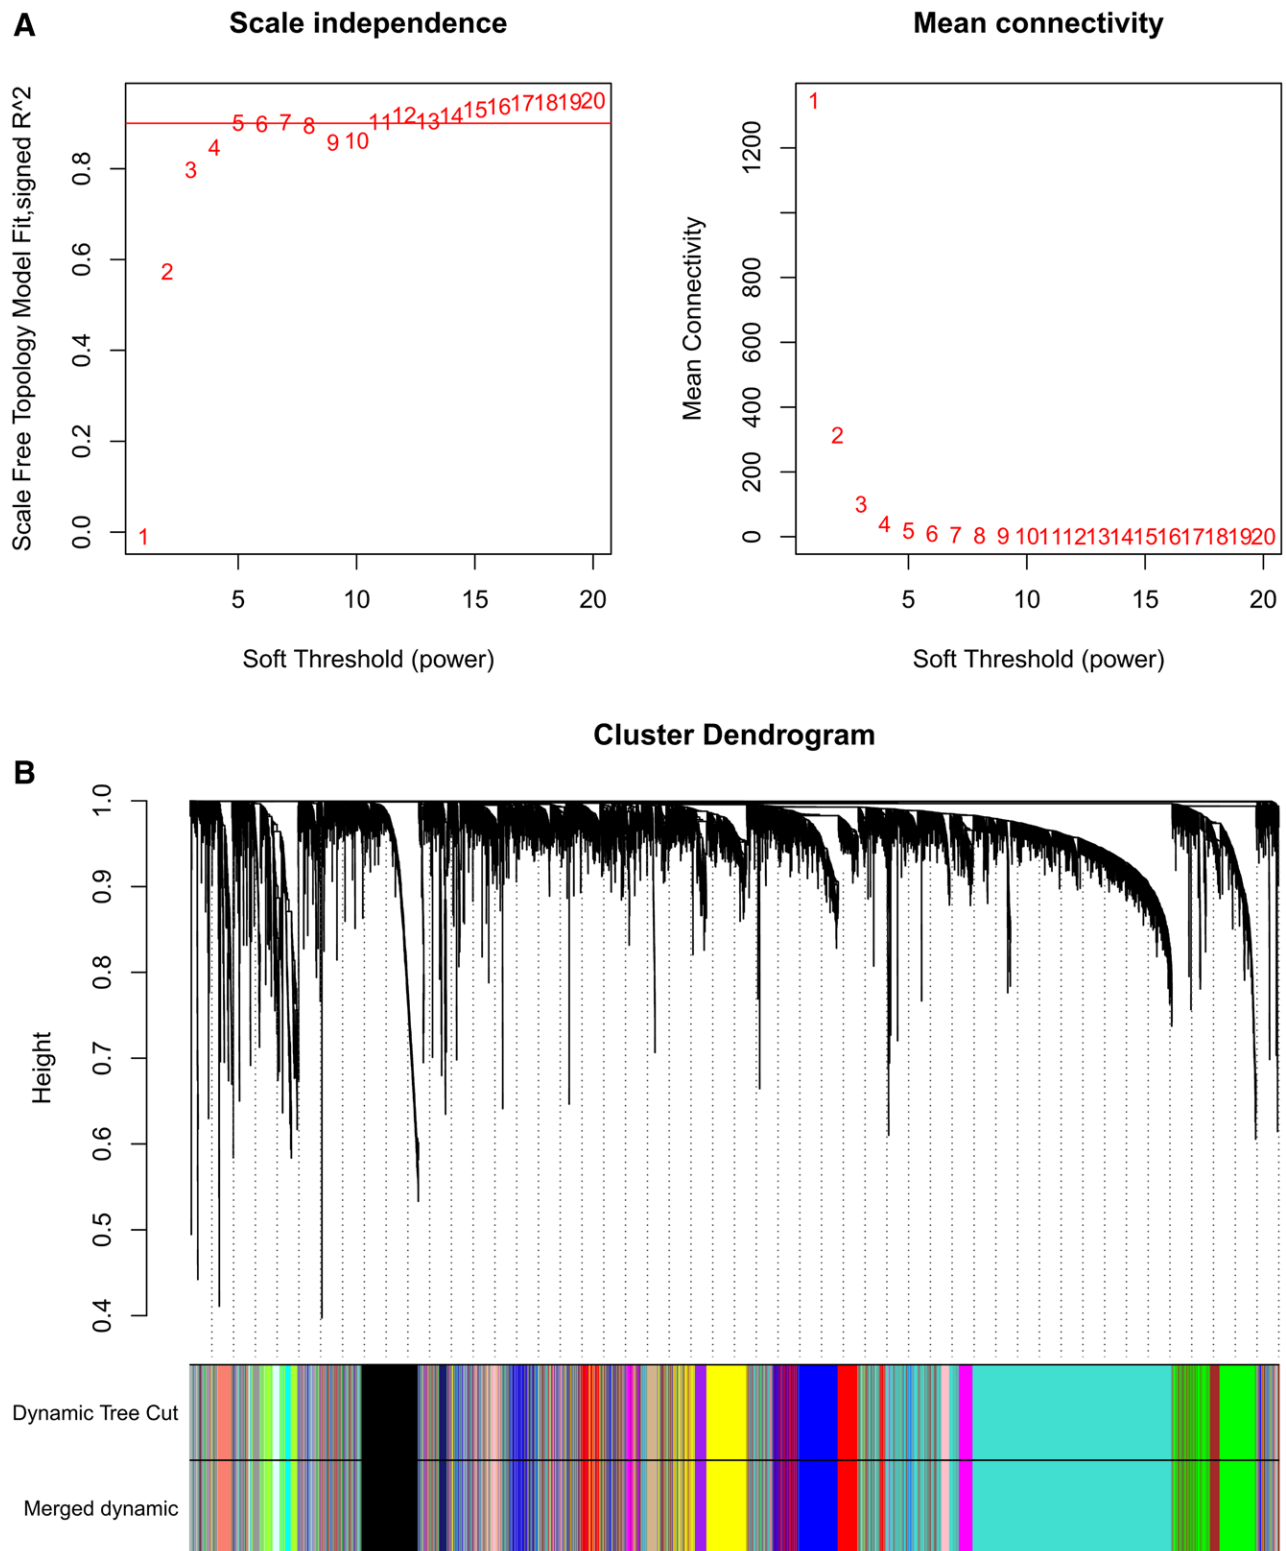 A
Scale independence
Scale Free Topology Model Fit,signed R^2
0.0 0.2 0.4 0.6 0.8
1 2 3 4 5 6 7 8 9 10 11 12 13 14 15 16 17 18 19 20
5 10 15 20
Soft Threshold (power)
Mean connectivity
Mean Connectivity
0 200 400 600 800 1200
1 2 3 4 5 6 7 8 9 10 11 12 13 14 15 16 17 18 19 20
5 10 15 20
Soft Threshold (power)
Cluster Dendrogram
B
Height
0.4 0.5 0.6 0.7 0.8 0.9 1.0
Dynamic Tree Cut
Merged dynamic